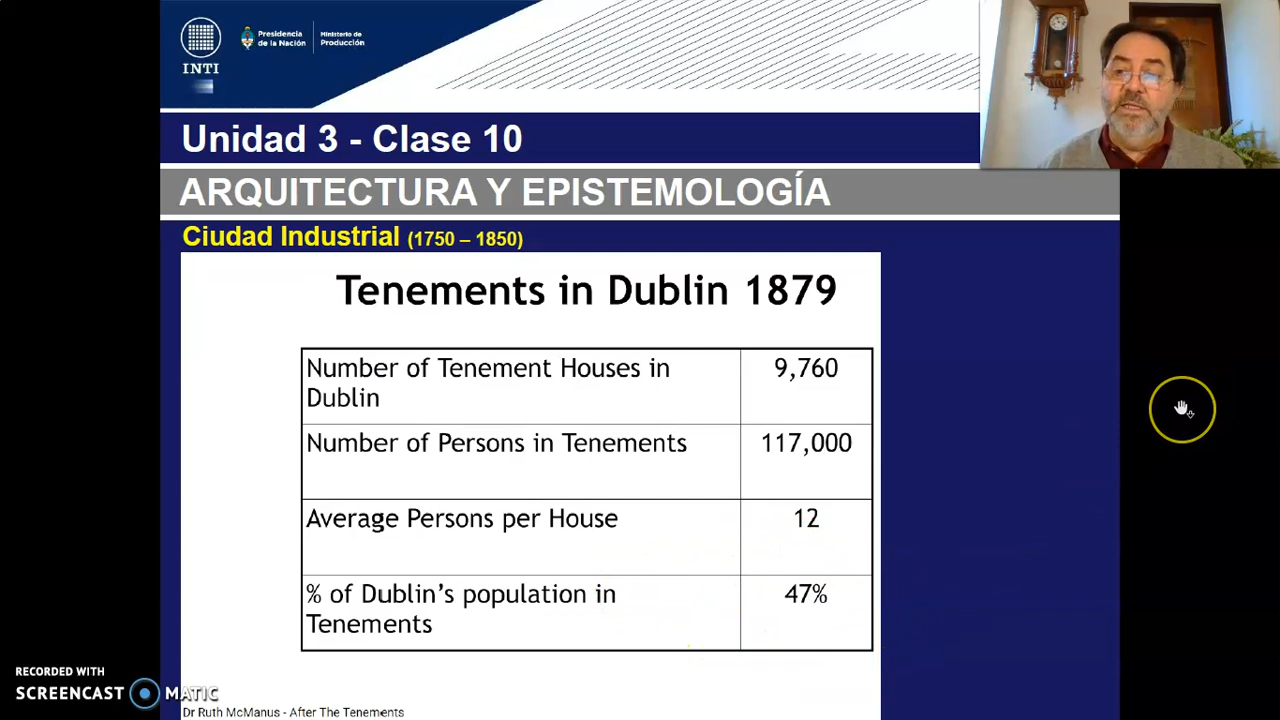 INTI
Presidencia
de la Nación
Ministerio de
Producción
Unidad 3 - Clase 10
ARQUITECTURA Y EPISTEMOLOGÍA
Ciudad Industrial (1750 – 1850)
Tenements in Dublin 1879
Number of Tenement Houses in
Dublin
9,760
Number of Persons in Tenements
117,000
Average Persons per House
12
% of Dublin's population in
Tenements
47%
RECORDED WITH
SCREENCAST MATIC
Dr Ruth McManus - After The Tenements